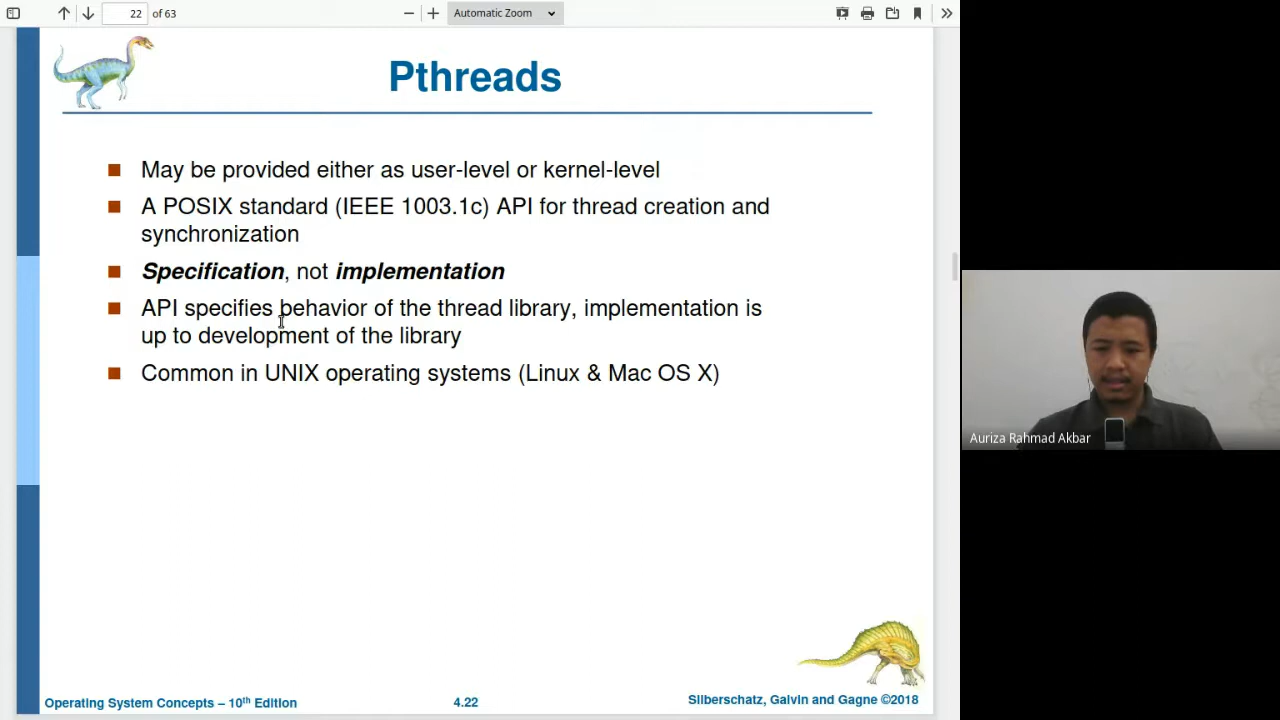 22 of 63
Automatic Zoom
Pthreads
May be provided either as user-level or kernel-level
A POSIX standard (IEEE 1003.1c) API for thread creation and
synchronization
Specification, not implementation
API specifies behavior of the thread library, implementation is
up to development of the library
Common in UNIX operating systems (Linux & Mac OS X)
Operating System Concepts – 10th Edition
4.22
Silberschatz, Galvin and Gagne ©2018
Auriza Rahmad Akbar